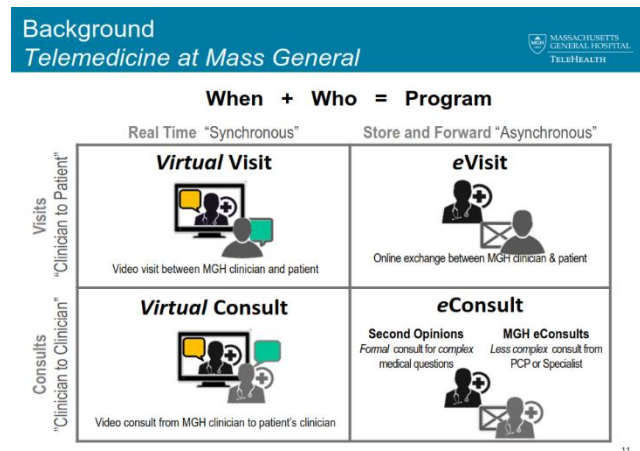 Background
Telemedicine at Mass General
MASSACHUSETTS
GENERAL HOSPITAL
TELEHEALTH
MGH
When + Who = Program
Real Time "Synchronous"
Store and Forward "Asynchronous"
Visits
"Clinician to Patient"
Virtual Visit
Video visit between MGH clinician and patient
eVisit
Online exchange between MGH clinician & patient
Consults
"Clinician to Clinician"
Virtual Consult
Video consult from MGH clinician to patient's clinician
eConsult
Second Opinions
Formal consult for complex
medical questions
MGH eConsults
Less complex consult from
PCP or Specialist
11